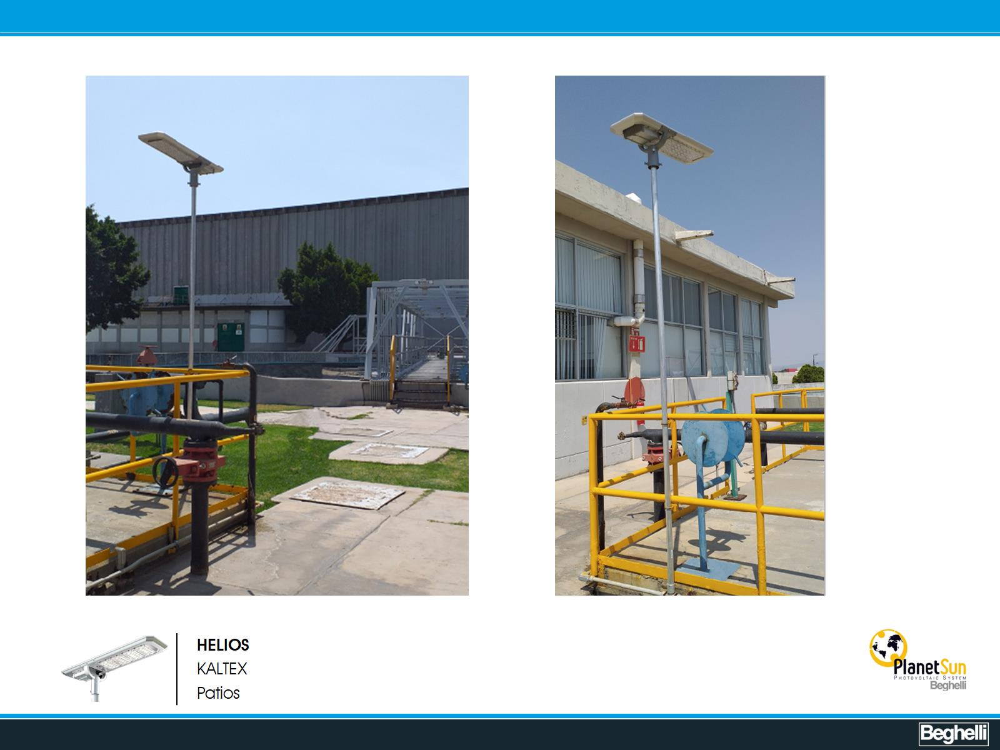 HELIOS
KALTEX
Patios
PlanetSun
PHOTOVOLTAIC SYSTEM
Beghelli
Beghelli